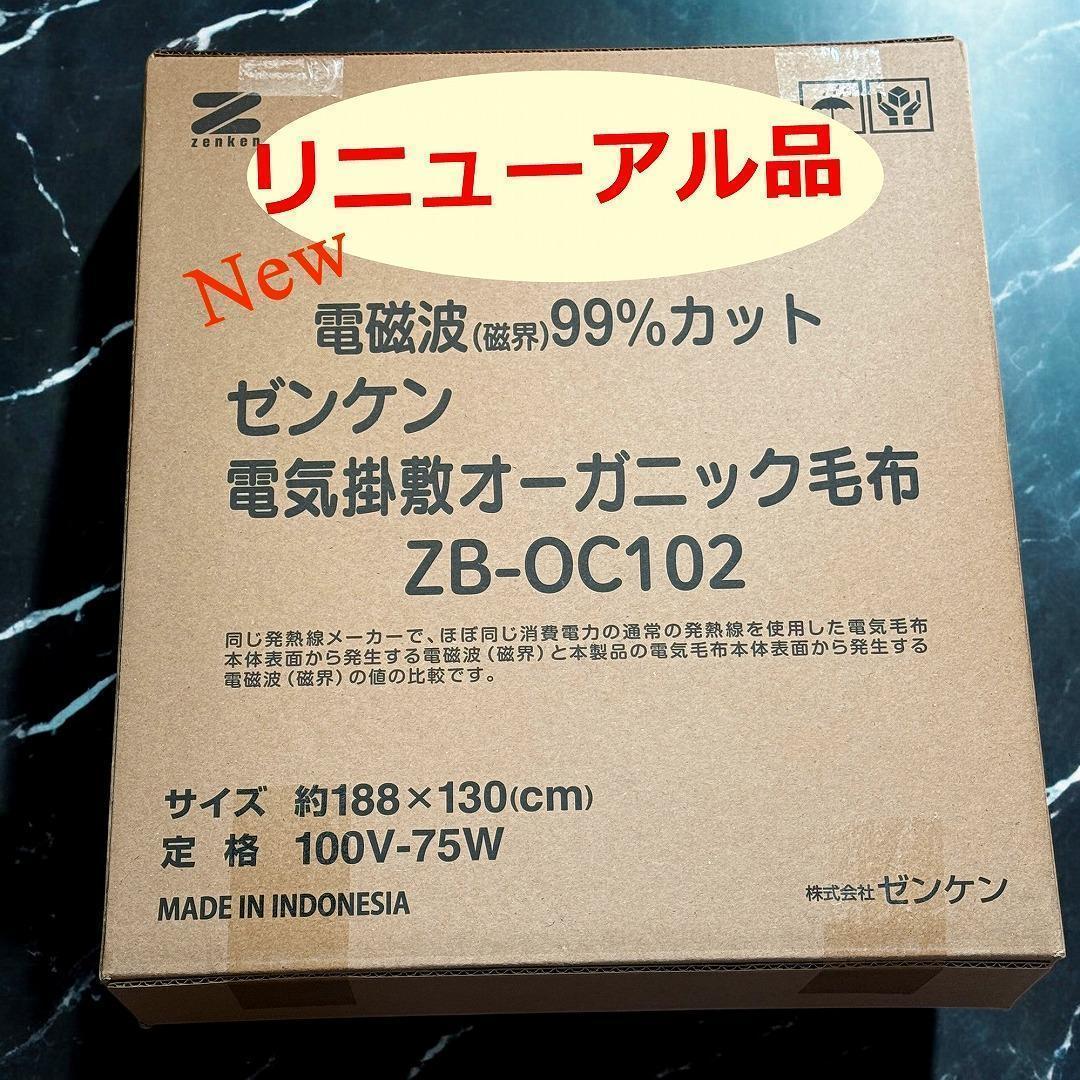 zenken
リニューアル品
New
電磁波(磁界)99%カット
ゼンケン
電気掛敷オーガニック毛布
ZB-OC102
同じ発熱線メーカーで、ほぼ同じ消費電力の通常の発熱線を使用した電気毛布
本体表面から発生する電磁波(磁界)と本製品の電気毛布本体表面から発生する
電磁波(磁界)の値の比較です。
サイズ 約188×130(cm)
定格 100V-75W
MADE IN INDONESIA
株式会社ゼンケン